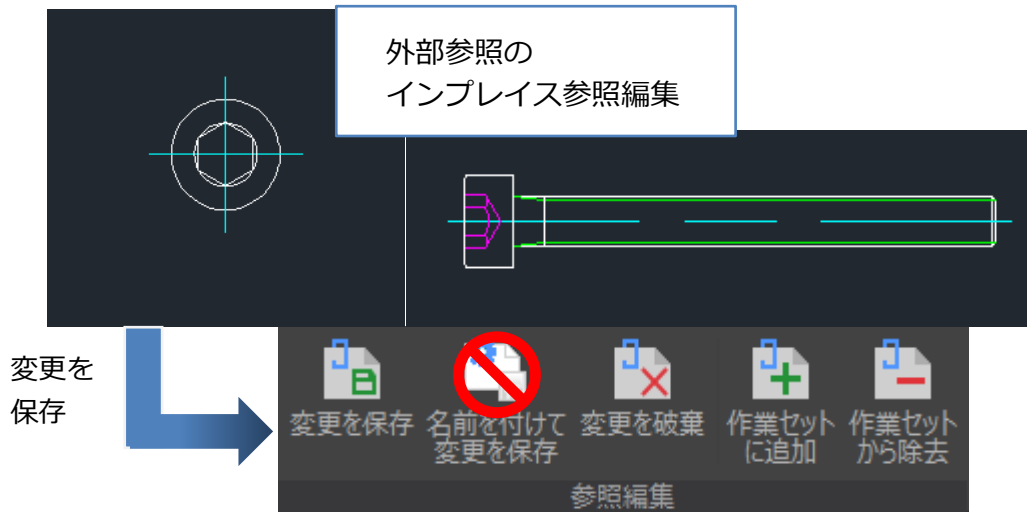 外部参照の
インプレイス参照編集
変更を
保存
変更を保存
名前を付けて
変更を保存
変更を破棄
作業セット
に追加
作業セット
から除去
参照編集